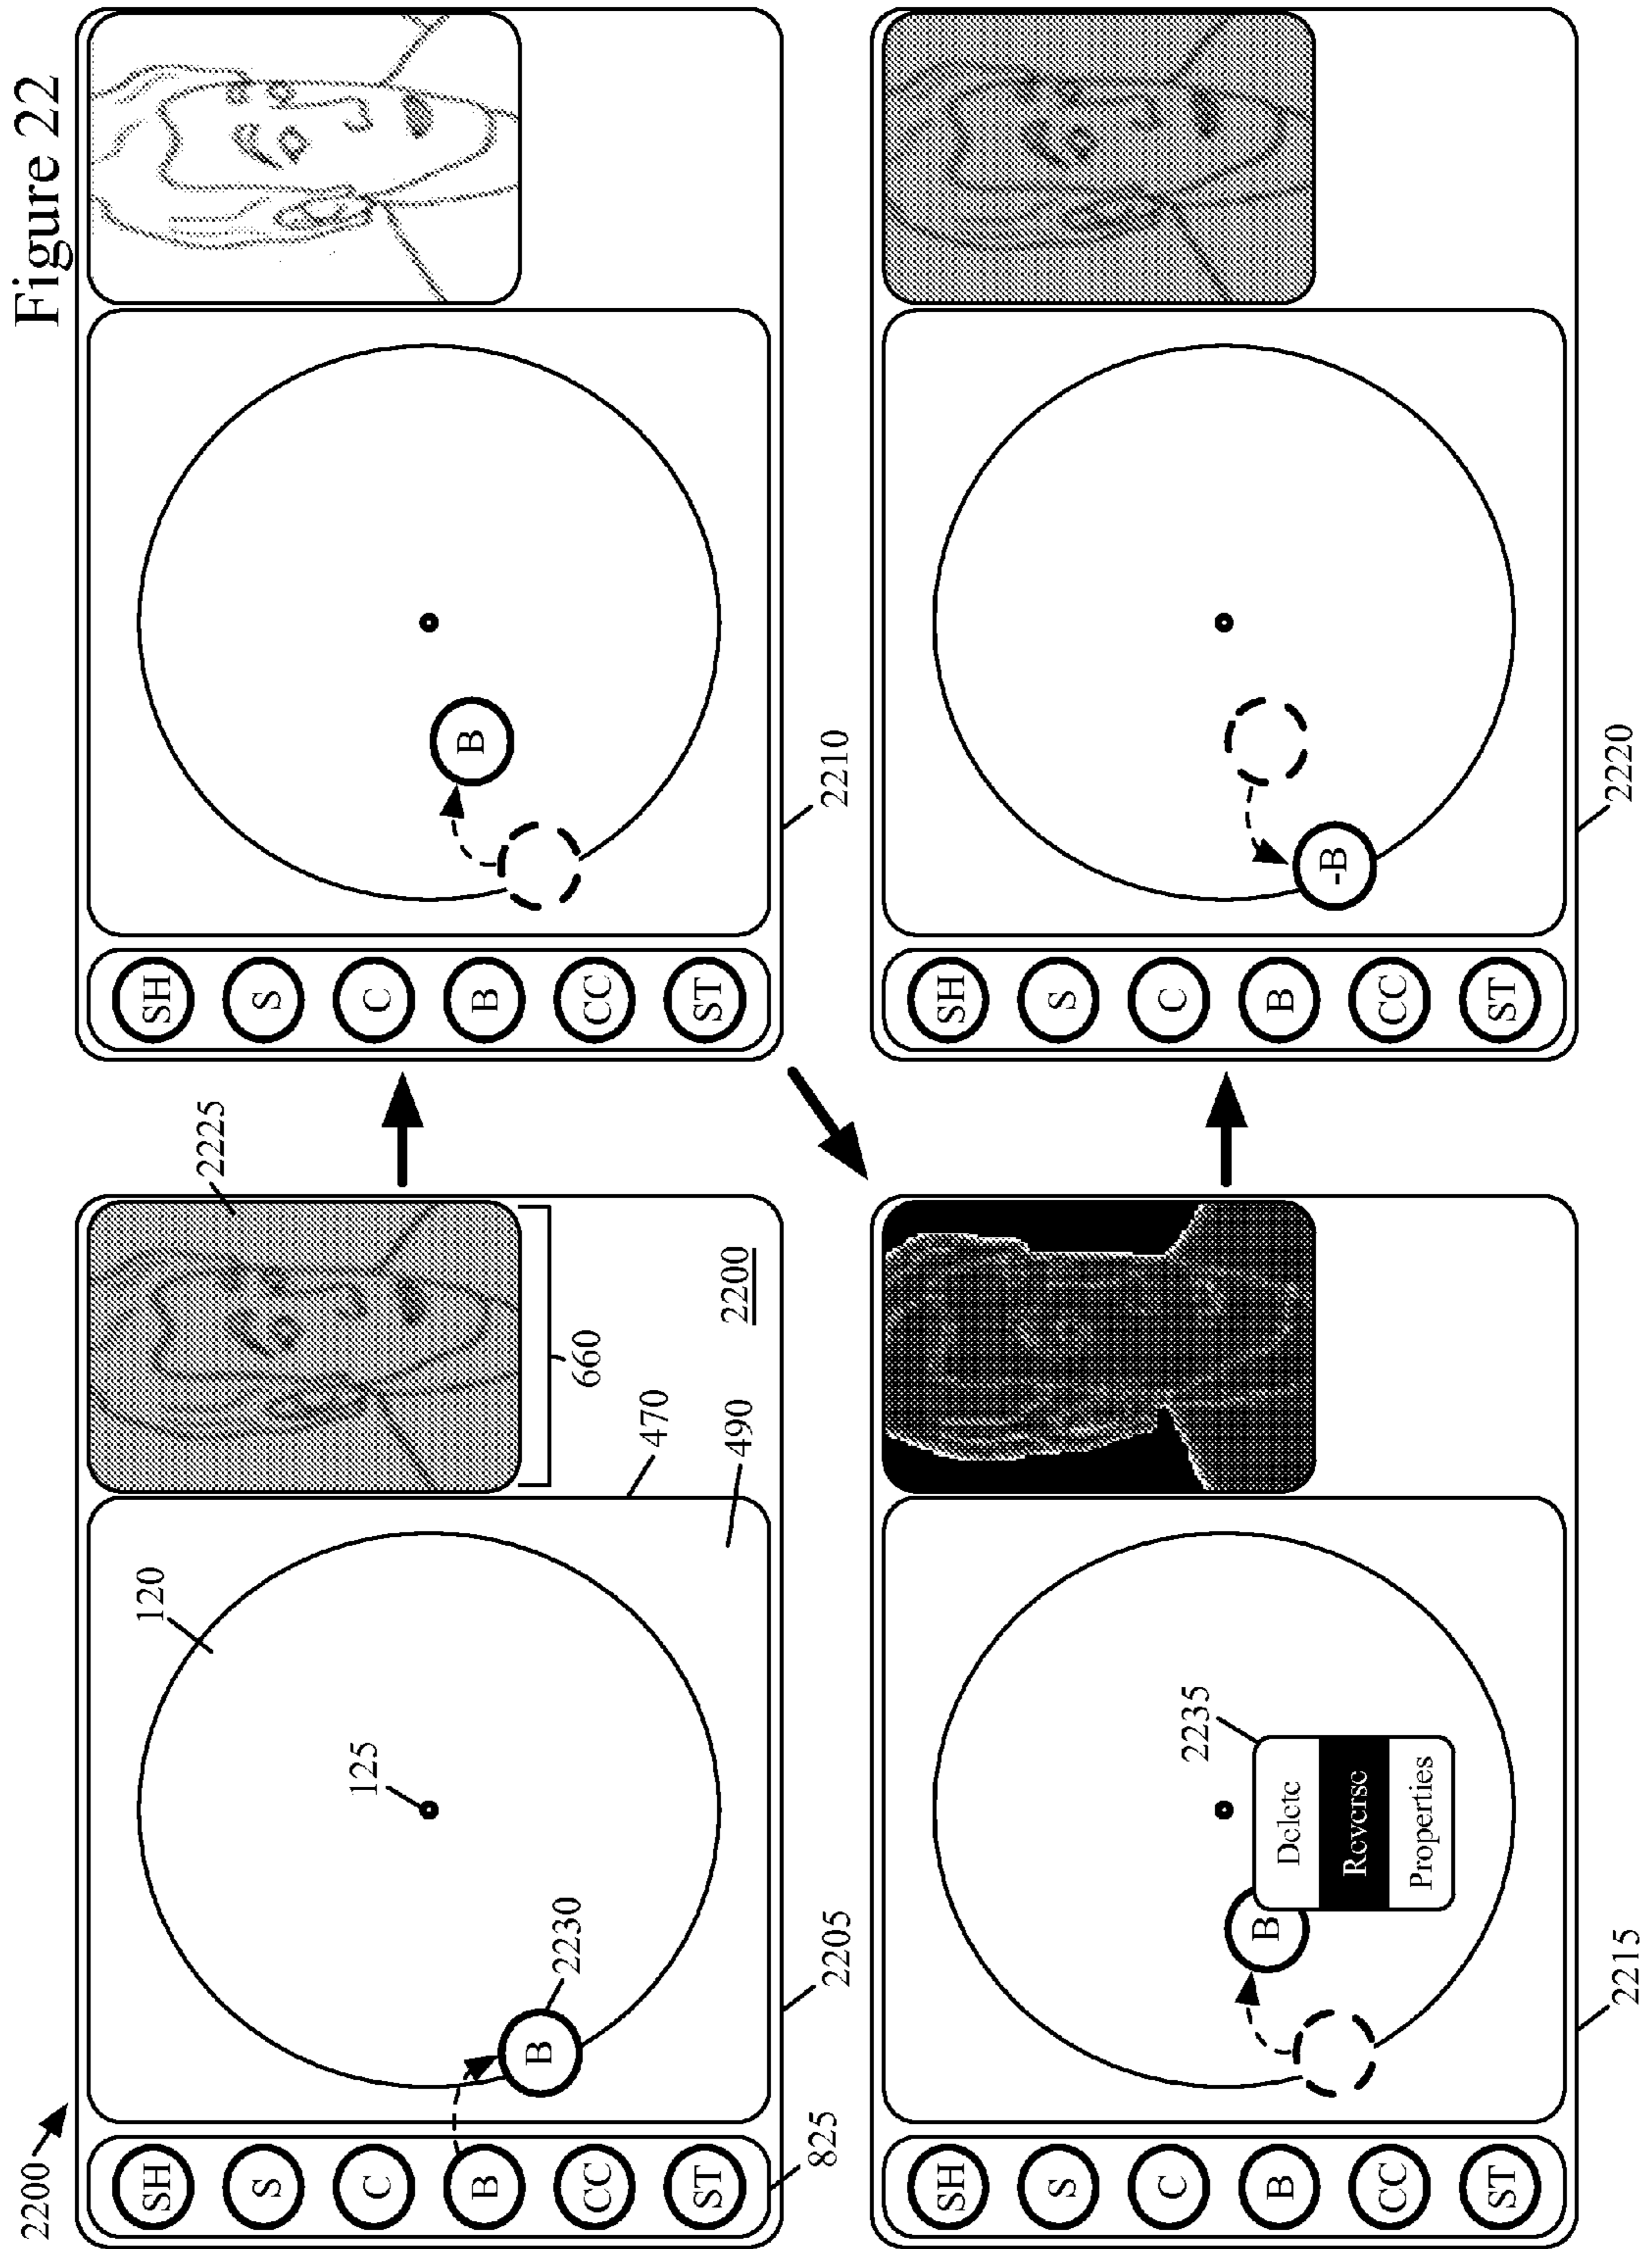 Figure 22
2200
SH
S
C
B
CC
ST
825
120
125
B
2230
2205
2225
660
470
490
2200
SH
S
C
B
CC
ST
B
2210
SH
S
C
B
CC
ST
B
2235
Delete
Reverse
Properties
2215
SH
S
C
B
CC
ST
-B
2220